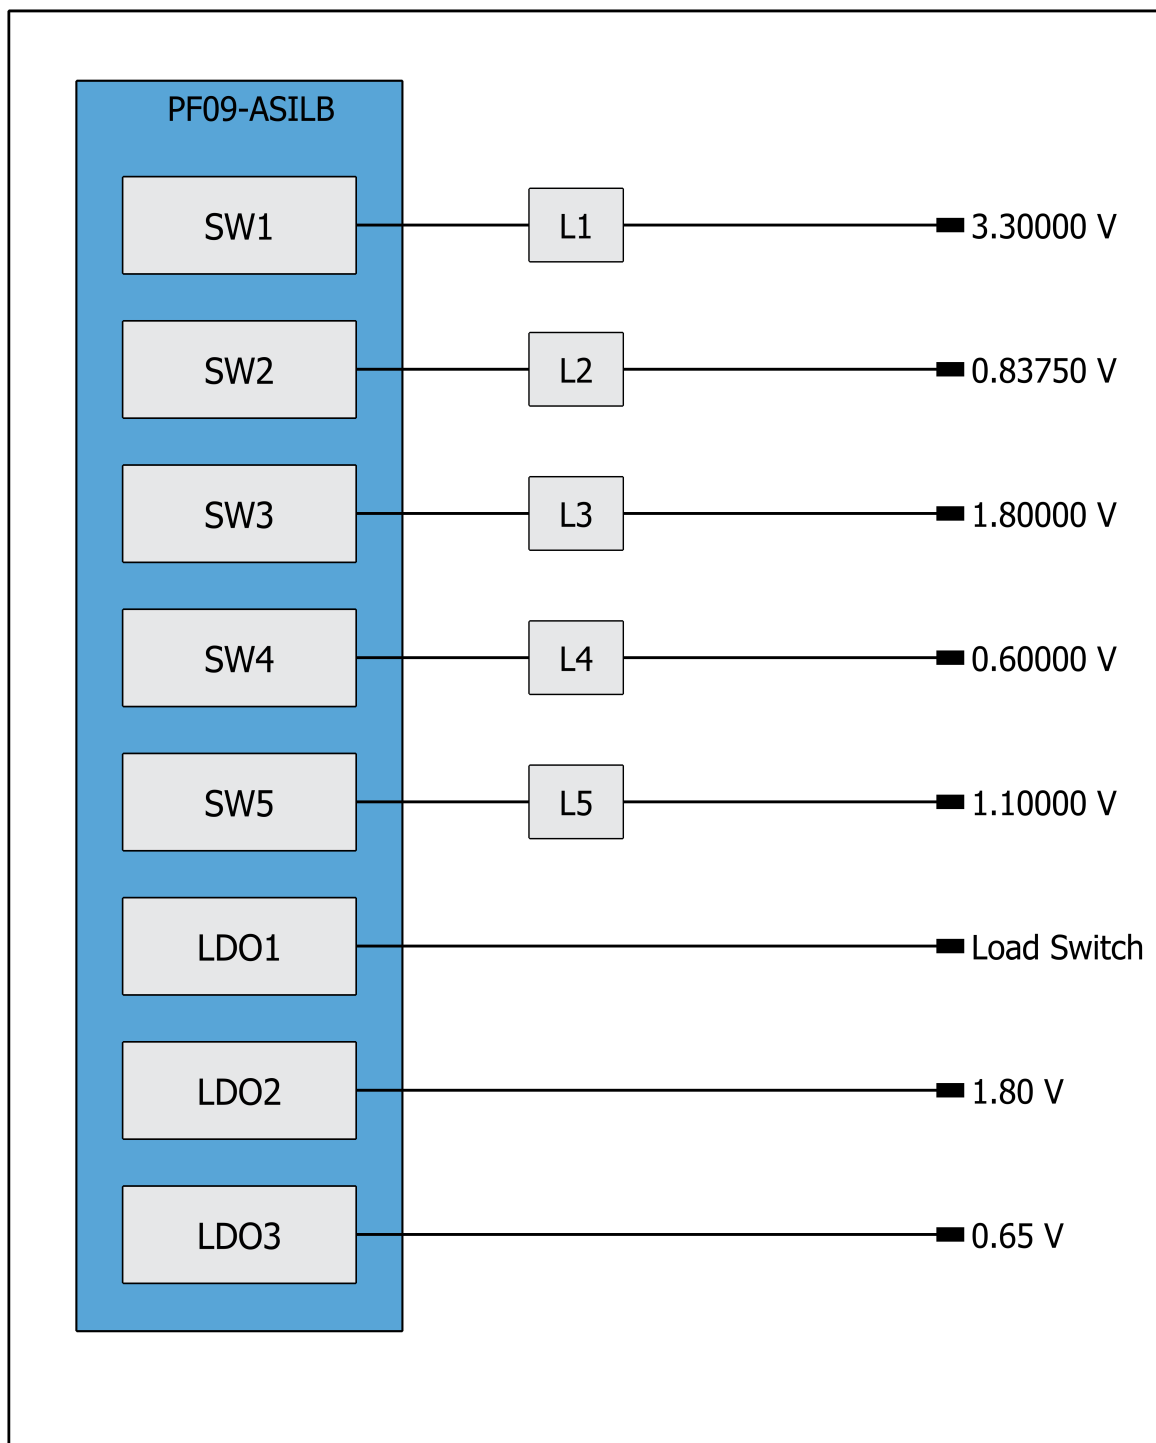 PF09-ASILB
SW1 L1 3.30000 V
SW2 L2 0.83750 V
SW3 L3 1.80000 V
SW4 L4 0.60000 V
SW5 L5 1.10000 V
LDO1 Load Switch
LDO2 1.80 V
LDO3 0.65 V